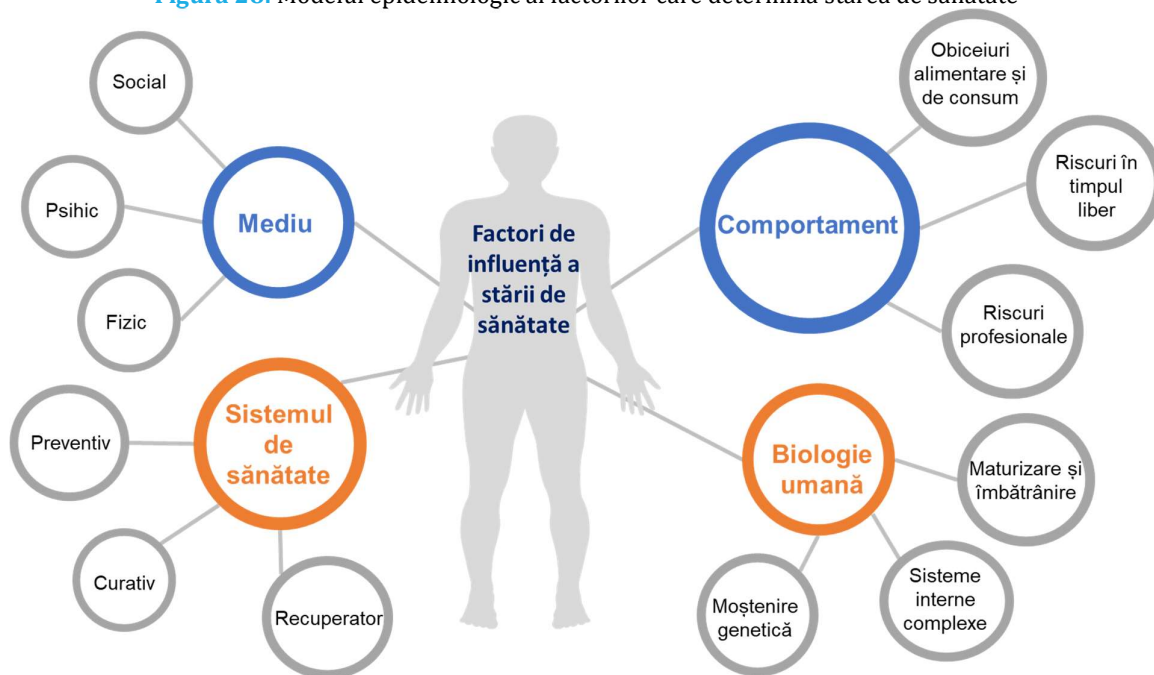 Figura 28. Modelul epidemiologic al factorilor care determină starea de sănătate
Social
Psihic
Fizic
Mediu
Preventiv
Curativ
Recuperator
Sistemul
de
sănătate
Factori de
influență a
stării de
sănătate
Comportament
Obiceiuri
alimentare și
de consum
Riscuri în
timpul
liber
Riscuri
profesionale
Biologie
umană
Maturizare și
îmbătrânire
Sisteme
interne
complexe
Moștenire
genetică